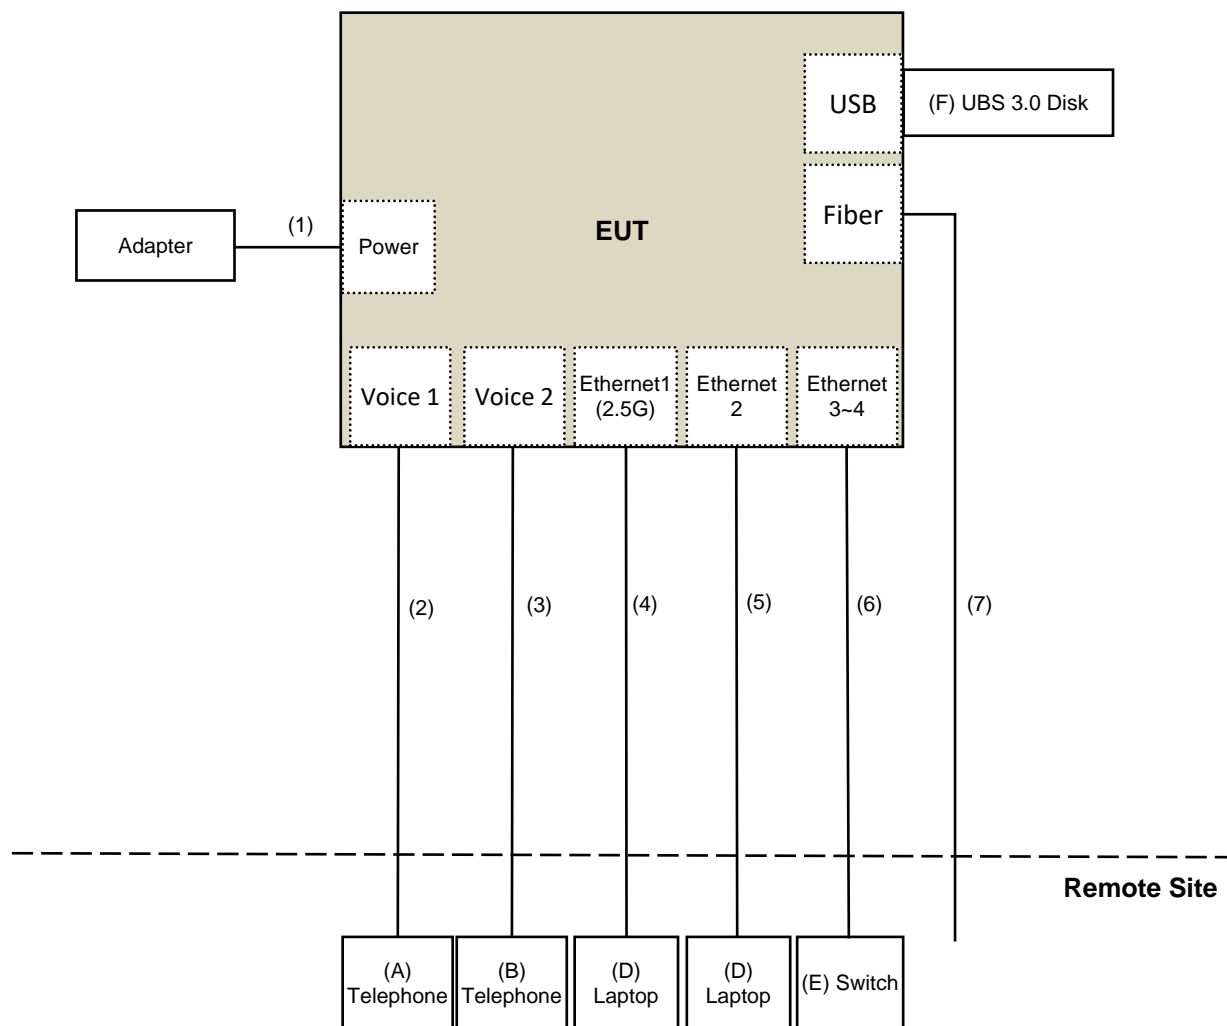 USB
(F) UBS 3.0 Disk
Fiber
(1)
EUT
Adapter
Power
Voice 1
Voice 2
Ethernet1
(2.5G)
Ethernet
2
Ethernet
3~4
(2)
(3)
(4)
(5)
(6)
(7)
Remote Site
(A)
Telephone
(B)
Telephone
(D)
Laptop
(D)
Laptop
(E) Switch